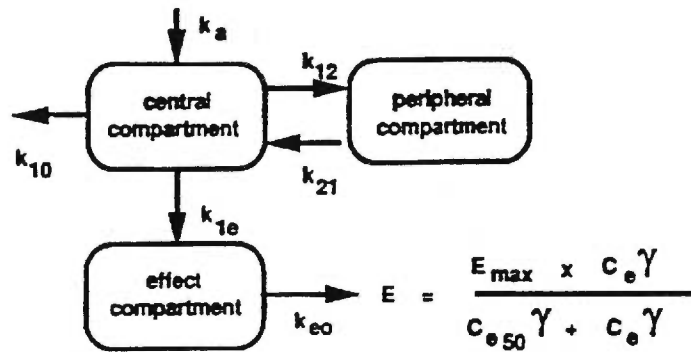 k a
k 12
central
compartment
peripheral
compartment
k 10
k 21
k 1e
effect
compartment
k eo
E = E max x C e γ
C e 50 γ + C e γ